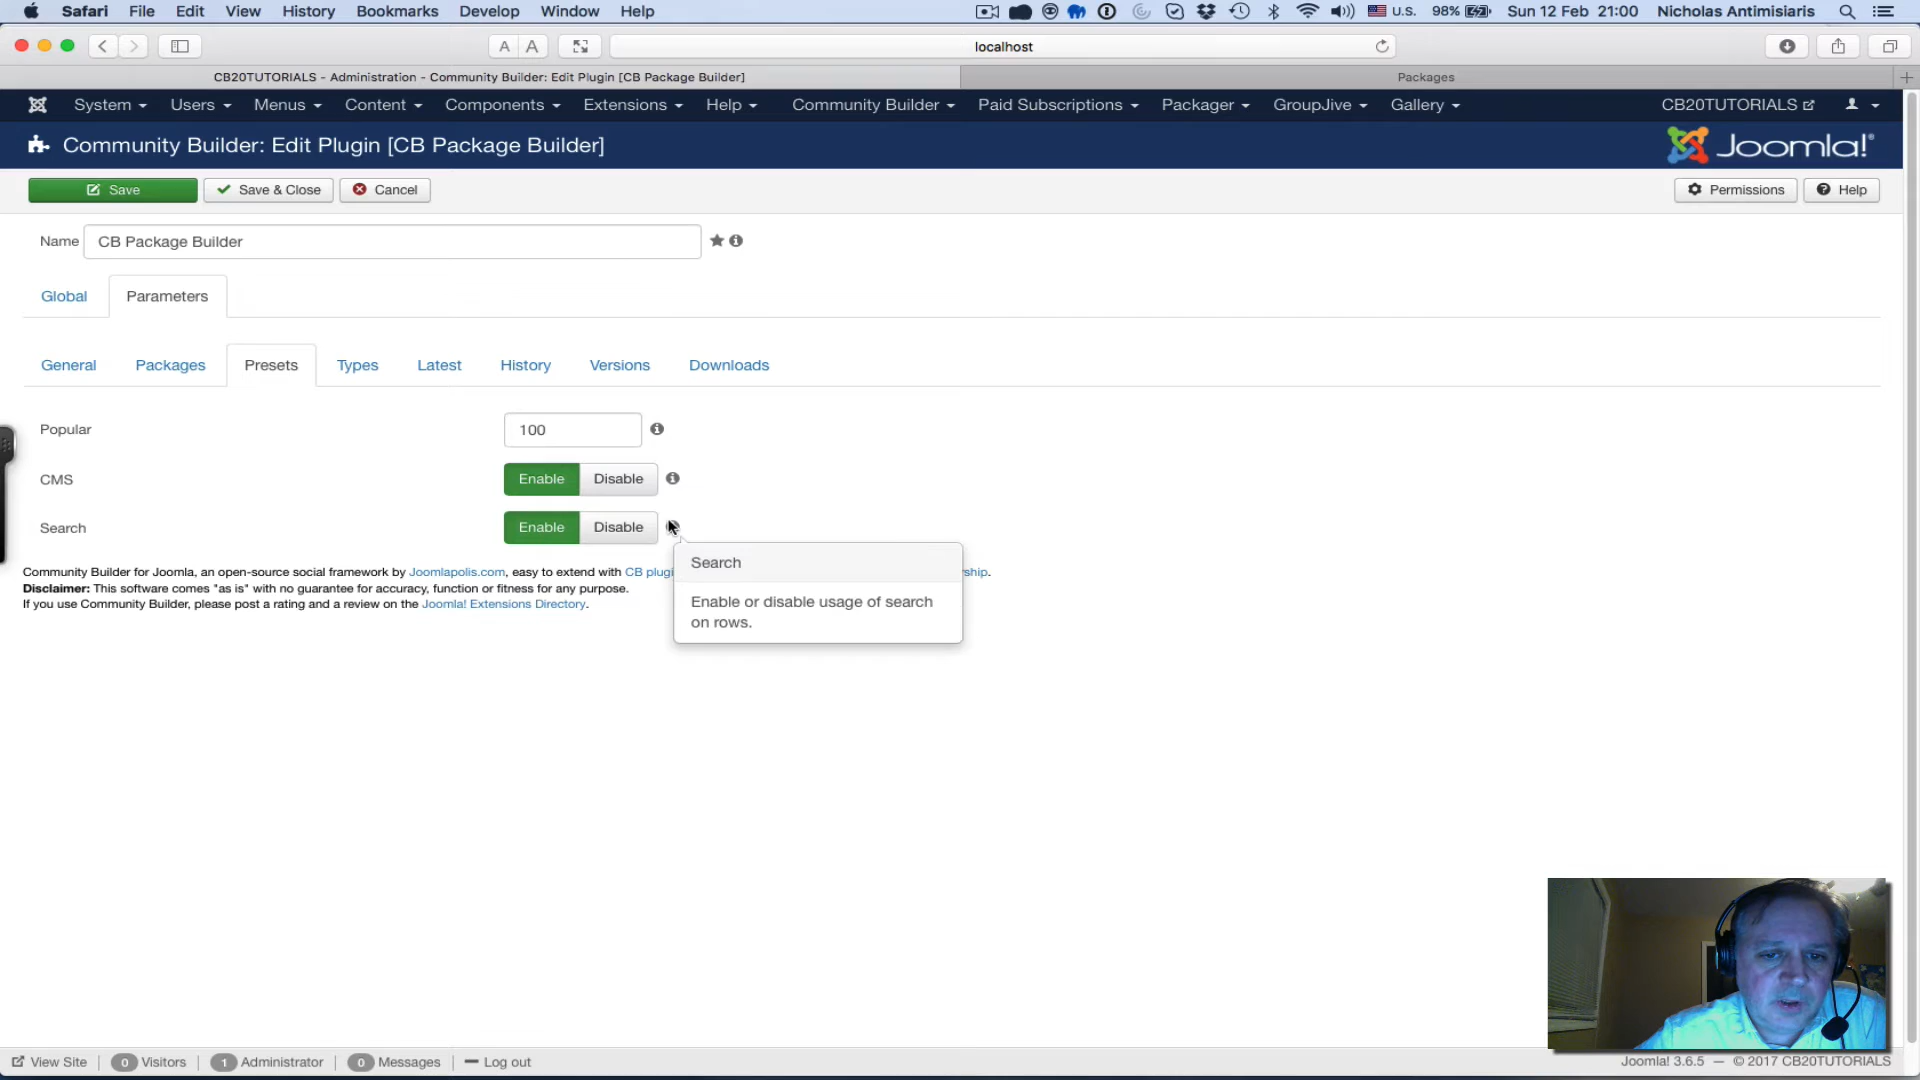 Safari File Edit View History Bookmarks Develop Window Help U.S. 98% Sun 12 Feb 21:00 Nicholas Antimisiaris
A A localhost
CB20TUTORIALS - Administration - Community Builder: Edit Plugin [CB Package Builder] Packages
System Users Menus Content Components Extensions Help Community Builder Paid Subscriptions Packager GroupJive Gallery CB20TUTORIALS
Community Builder: Edit Plugin [CB Package Builder] Joomla!®
Save Save & Close Cancel Permissions Help
Name CB Package Builder
Global Parameters
General Packages Presets Types Latest History Versions Downloads
Popular 100
CMS Enable Disable
Search Enable Disable
Search
Enable or disable usage of search
on rows.
Community Builder for Joomla, an open-source social framework by Joomlapolis.com, easy to extend with CB
Disclaimer: This software comes "as is" with no guarantee for accuracy, function or fitness for any purpose.
If you use Community Builder, please post a rating and a review on the Joomla! Extensions Directory.
View Site 0 Visitors 1 Administrator 0 Messages Log out Joomla! 3.6.5 — © 2017 CB20TUTORIALS